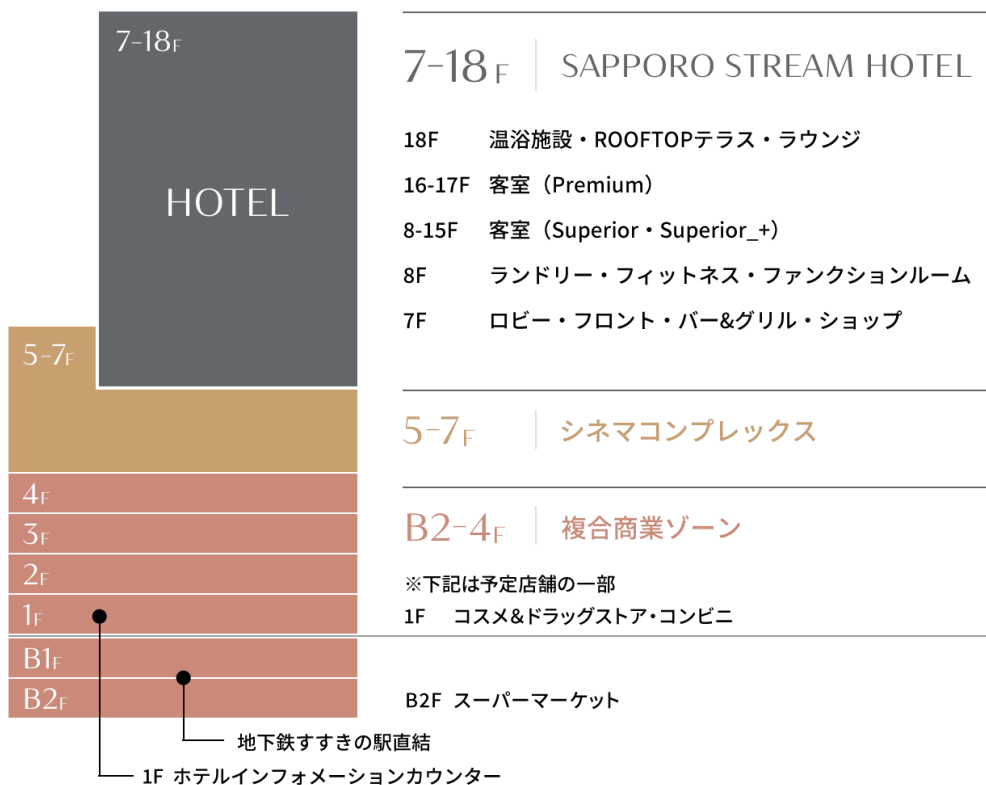 7-18F
HOTEL
5-7F
4F
3F
2F
1F
B1F
B2F
7-18F SAPPORO STREAM HOTEL
18F 温浴施設・ROOFTOPテラス・ラウンジ
16-17F 客室（Premium）
8-15F 客室（Superior・Superior_+）
8F ランドリー・フィットネス・ファンクションルーム
7F ロビー・フロント・バー&グリル・ショップ
5-7F シネマコンプレックス
B2-4F 複合商業ゾーン
※下記は予定店舗の一部
1F コスメ&ドラッグストア・コンビニ
B2F スーパーマーケット
地下鉄すすきの駅直結
1F ホテルインフォメーションカウンター